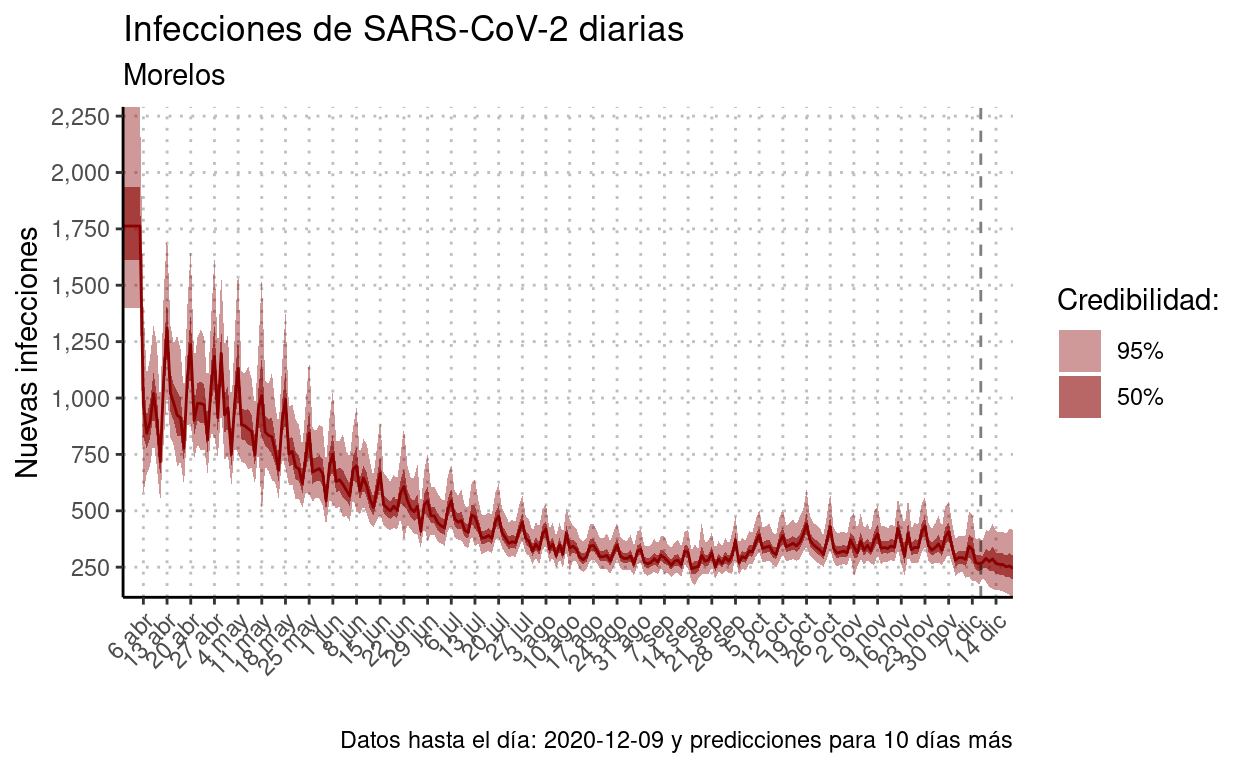 Infecciones de SARS-CoV-2 diarias
Morelos
Nuevas infecciones
2,250
2,000
1,750
1,500
1,250
1,000
750
500
250
6 abr
13 abr
20 abr
27 abr
4 may
11 may
18 may
25 may
1 jun
8 jun
15 jun
22 jun
29 jun
6 jul
13 jul
20 jul
27 jul
3 ago
10 ago
17 ago
24 ago
31 ago
7 sep
14 sep
21 sep
28 sep
5 oct
12 oct
19 oct
26 oct
2 nov
9 nov
16 nov
23 nov
30 nov
7 dic
14 dic
Credibilidad:
95%
50%
Datos hasta el día: 2020-12-09 y predicciones para 10 días más